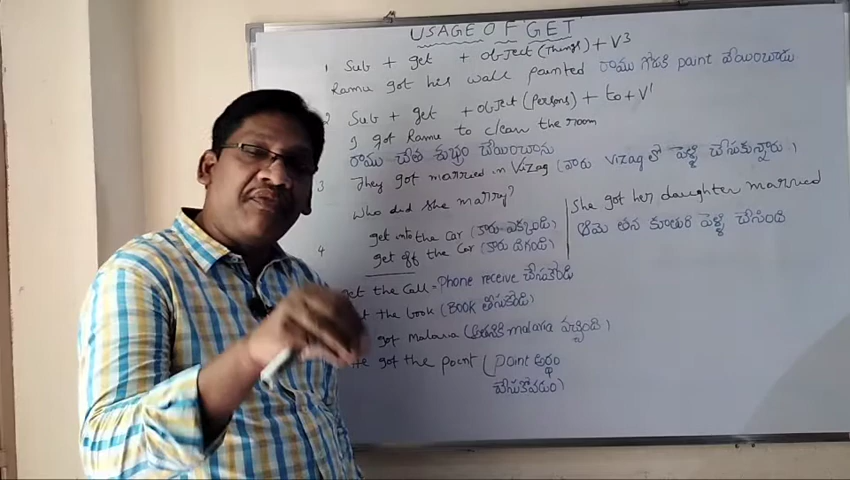 USAGE OF 'GET'
1 Sub + get + object (Things) + V3
Ramu got his wall painted రాము గోడకి paint వేయించాడు
2 Sub + get + object (Persons) + to + V1
I got Ramu to clean the room
రాము చేత శుభ్రం చేయించాను
3 They got married in Vizag (వారు Vizag లో పెళ్ళి చేసుకున్నారు)
Who did she marry?
She got her daughter married
ఆమె తన కూతురి పెళ్ళి చేసింది
4 get into the car (కారు ఎక్కండి)
get off the car (కారు దిగండి)
get the call = Phone receive చేసుకోండి
the book (BOOK తీసుకోండి)
got Malaria (అతనికి malaria వచ్చింది)
got the point (point అర్థం
చేసుకోవడం)